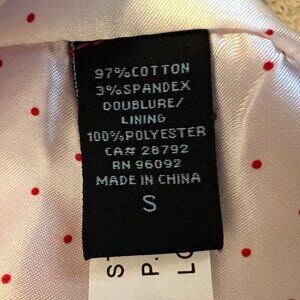 97%COTTON
3%SPANDEX
DOUBLURE/
LINING
100%POLYESTER
CA# 28792
RN 96092
MADE IN CHINA
S